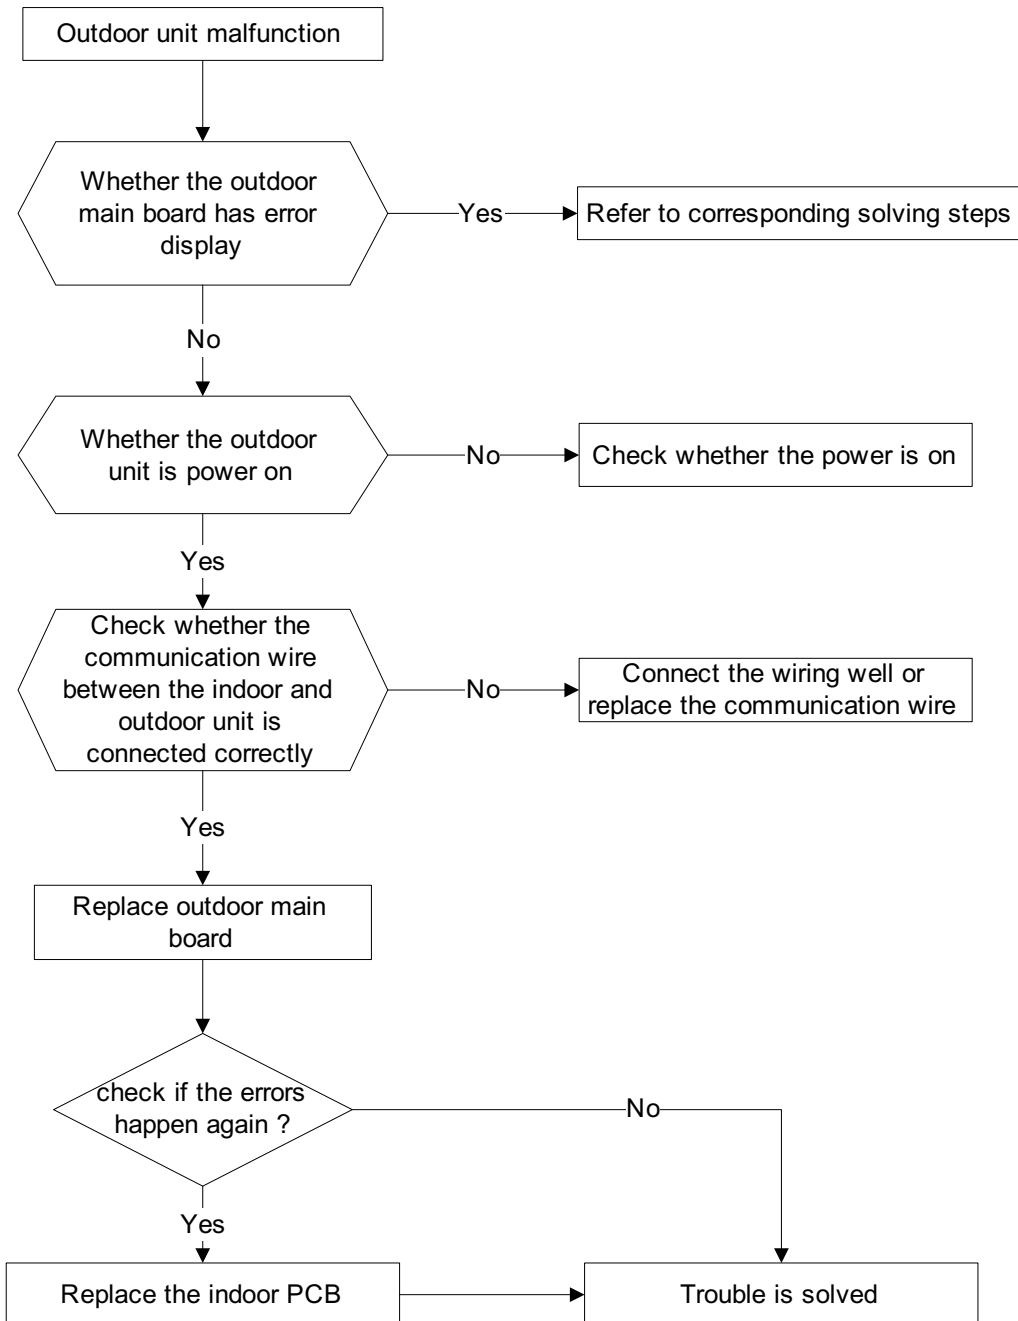 Outdoor unit malfunction
Whether the outdoor
main board has error
display
Yes
Refer to corresponding solving steps
No
Whether the outdoor
unit is power on
No
Check whether the power is on
Yes
Check whether the
communication wire
between the indoor and
outdoor unit is
connected correctly
No
Connect the wiring well or
replace the communication wire
Yes
Replace outdoor main
board
check if the errors
happen again ?
No
Yes
Replace the indoor PCB
Trouble is solved